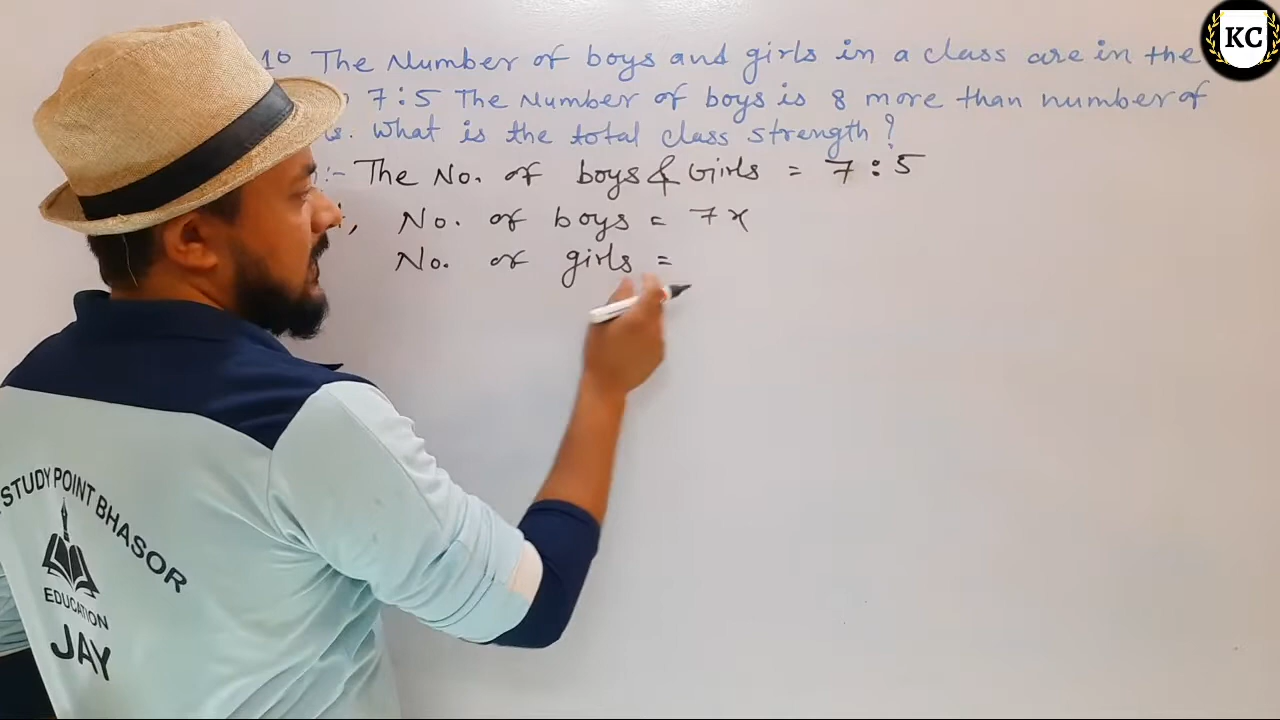 KC
10 The Number of boys and girls in a class are in the
7:5 The Number of boys is 8 more than number of
What is the total class strength?
:- The No. of boys & Girls = 7:5
, No. of boys = 7x
No. of girls =
STUDY POINT BHASOR
EDUCATION
JAY